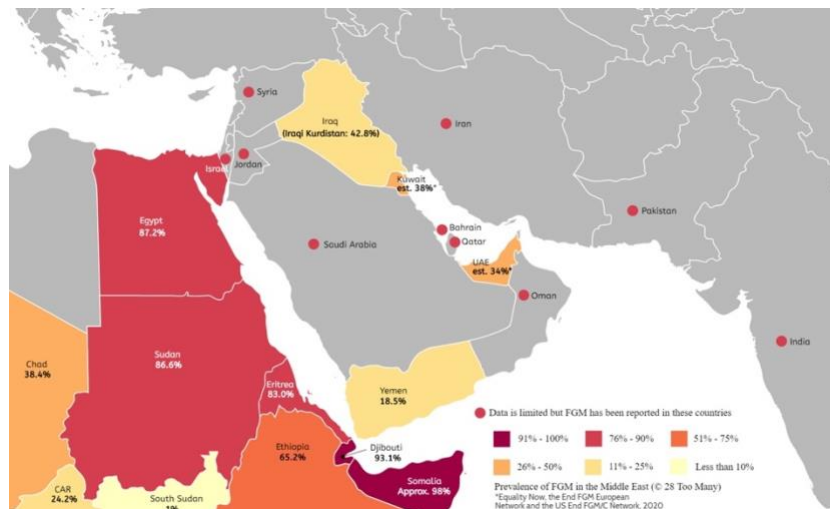 Syria
Iraq
(Iraqi Kurdistan: 42.8%)
Iran
Israel
Jordan
Kuwait
est. 38%*
Egypt
87.2%
Bahrain
Qatar
Pakistan
Saudi Arabia
UAE
est. 34%*
Oman
India
Chad
38.4%
Sudan
86.6%
Eritrea
83.0%
Yemen
18.5%
Ethiopia
65.2%
Djibouti
93.1%
Somalia
Approx. 98%
CAR
24.2%
South Sudan
1%
Data is limited but FGM has been reported in these countries
91% - 100%
76% - 90%
51% - 75%
26% - 50%
11% - 25%
Less than 10%
Prevalence of FGM in the Middle East (© 28 Too Many)
*Equality Now, the End FGM European
Network and the US End FGM/C Network, 2020